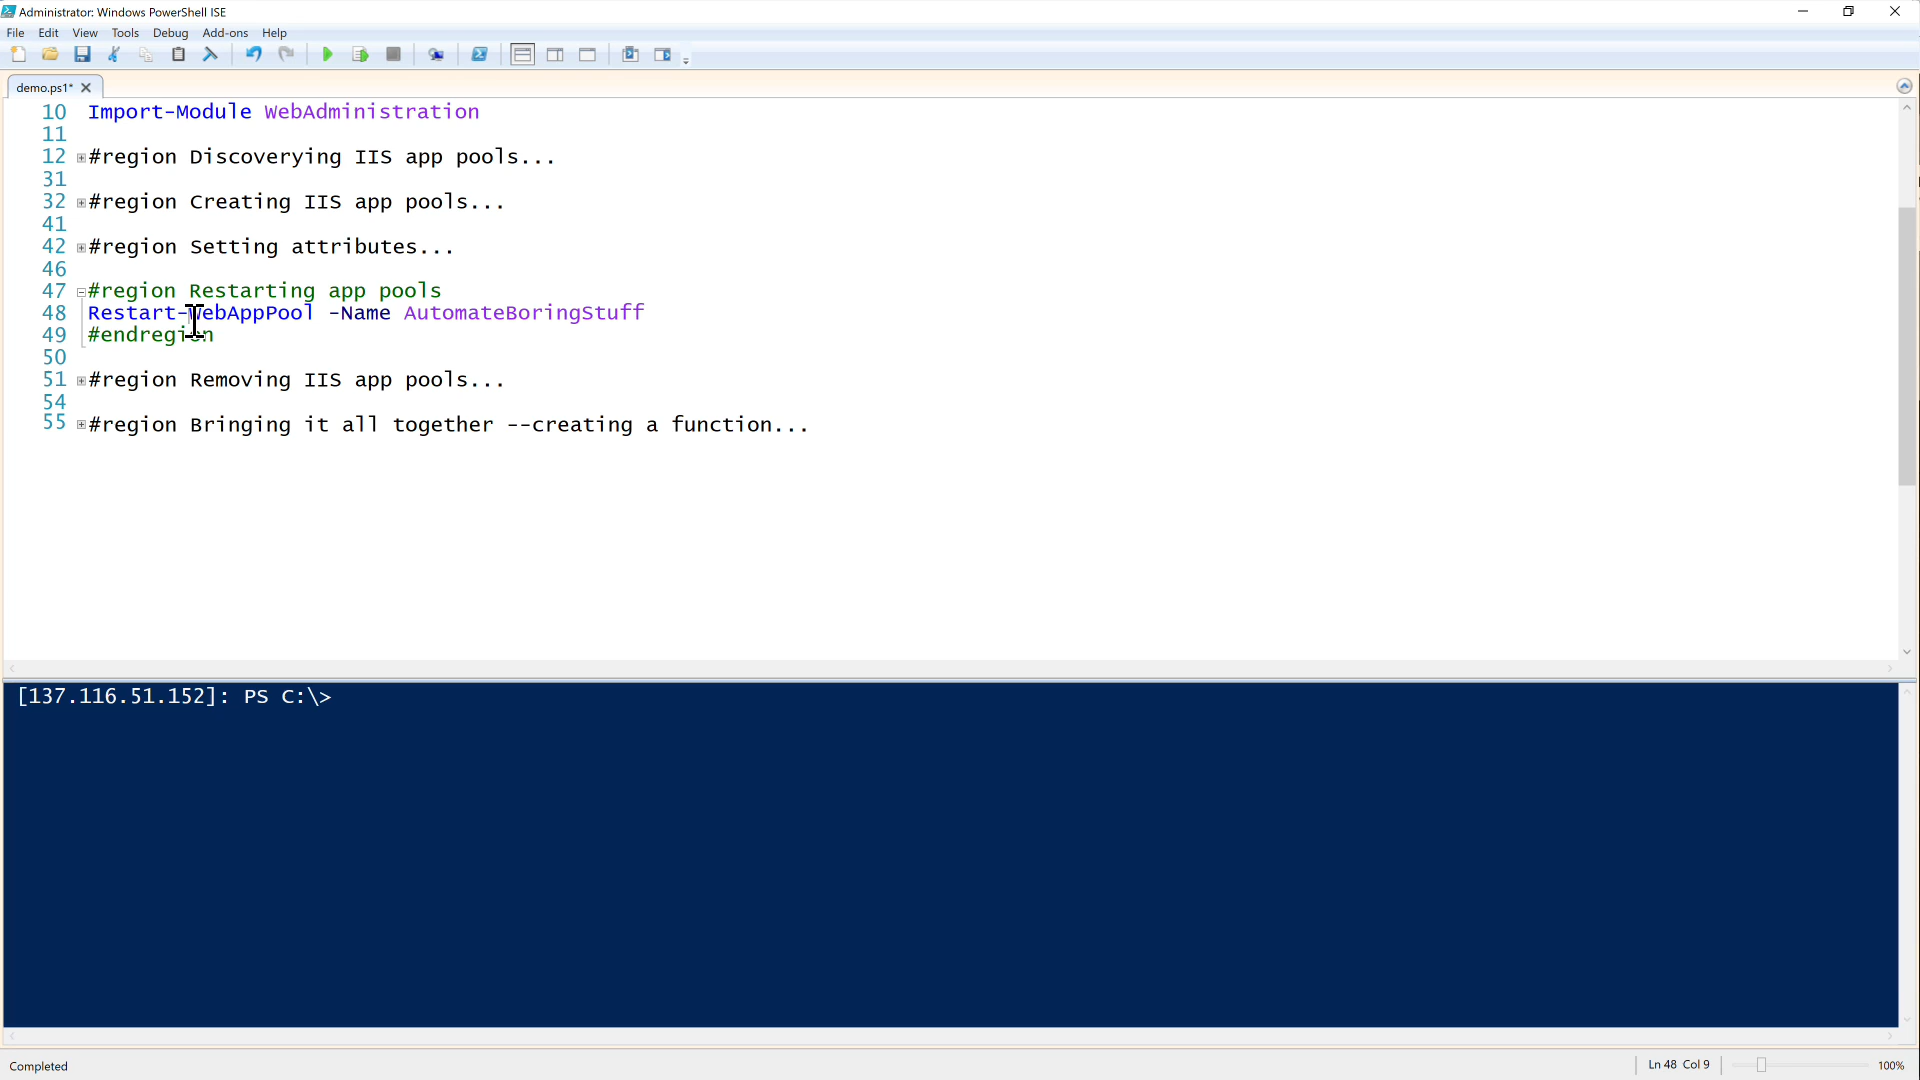 Administrator: Windows PowerShell ISE
File Edit View Tools Debug Add-ons Help
demo.ps1*
10 Import-Module WebAdministration
11
12 #region Discoverying IIS app pools...
31
32 #region Creating IIS app pools...
41
42 #region Setting attributes...
46
47 #region Restarting app pools
48 Restart-WebAppPool -Name AutomateBoringStuff
49 #endregion
50
51 #region Removing IIS app pools...
54
55 #region Bringing it all together --creating a function...
[137.116.51.152]: PS C:\>
Completed
Ln 48 Col 9
100%